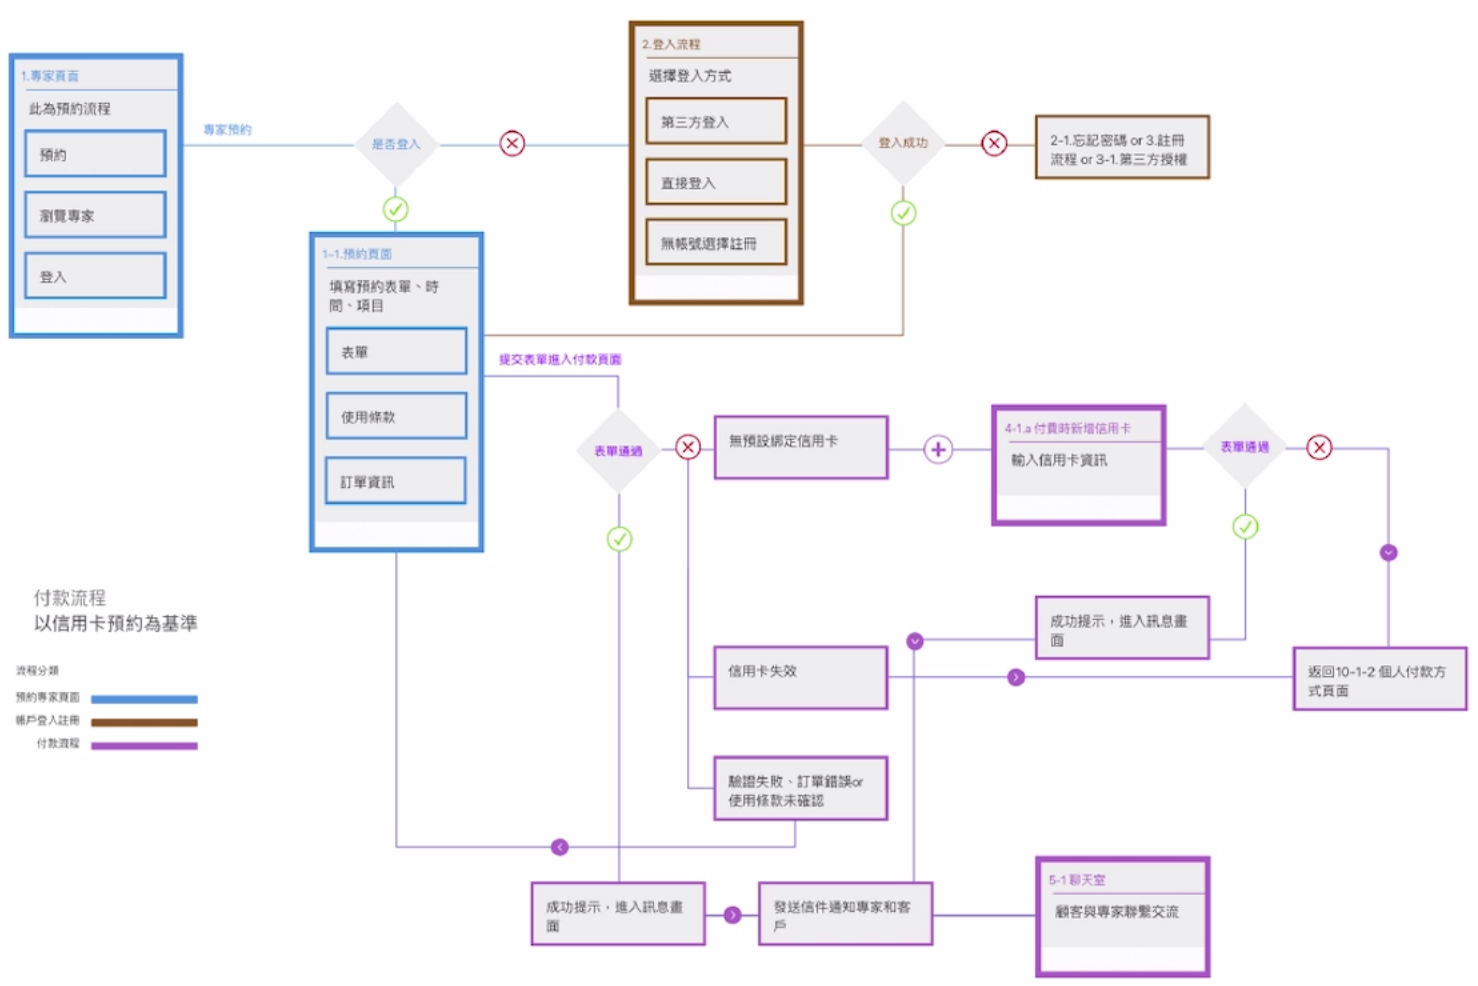 1.專家頁面
此為預約流程
預約
瀏覽專家
登入
專家預約
是否登入
2.登入流程
選擇登入方式
第三方登入
直接登入
無帳號選擇註冊
登入成功
2-1.忘記密碼 or 3.註冊
流程 or 3-1.第三方授權
1-1.預約頁面
填寫預約表單、時
間、項目
表單
使用條款
訂單資訊
提交表單進入付款頁面
表單通過
無預設綁定信用卡
4-1.a 付費時新增信用卡
輸入信用卡資訊
表單通過
成功提示，進入訊息畫
面
信用卡失效
返回10-1-2 個人付款方
式頁面
驗證失敗、訂單錯誤or
使用條款未確認
成功提示，進入訊息畫
面
發送信件通知專家和客
戶
5-1 聊天室
顧客與專家聯繫交流
付款流程
以信用卡預約為基準
流程分類
預約專家頁面
帳戶登入註冊
付款流程